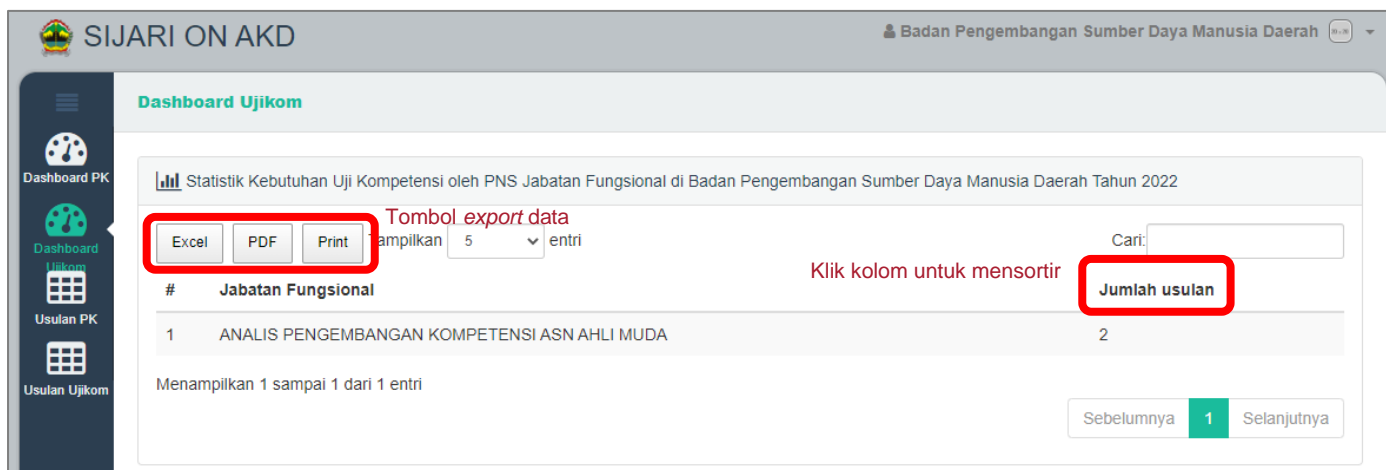 SIJARI ON AKD
Badan Pengembangan Sumber Daya Manusia Daerah
Dashboard Ujikom
Dashboard PK
Statistik Kebutuhan Uji Kompetensi oleh PNS Jabatan Fungsional di Badan Pengembangan Sumber Daya Manusia Daerah Tahun 2022
Tombol export data
Dashboard
Ujikom
Excel PDF Print Tampilkan 5 entri Cari:
Klik kolom untuk mensortir
# Jabatan Fungsional Jumlah usulan
Usulan PK
1 ANALIS PENGEMBANGAN KOMPETENSI ASN AHLI MUDA 2
Usulan Ujikom
Menampilkan 1 sampai 1 dari 1 entri
Sebelumnya 1 Selanjutnya